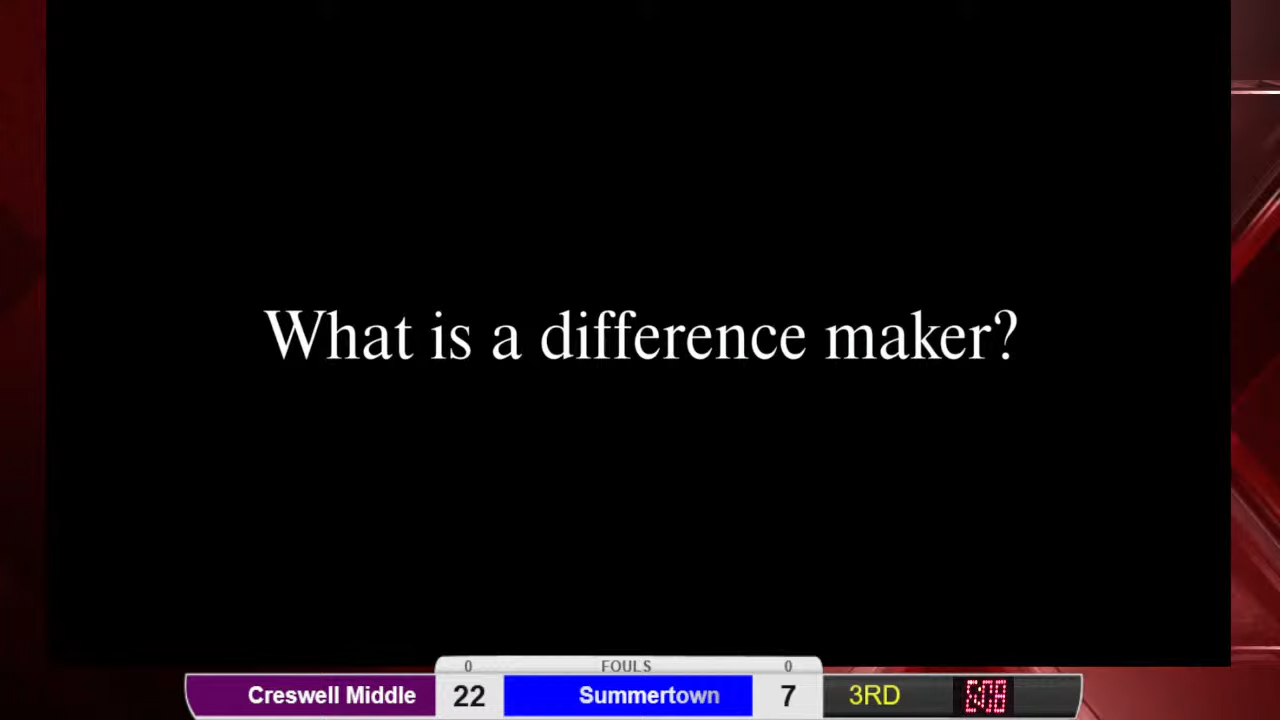 What is a difference maker?
0 FOULS 0
Creswell Middle 22 Summertown 7 3RD